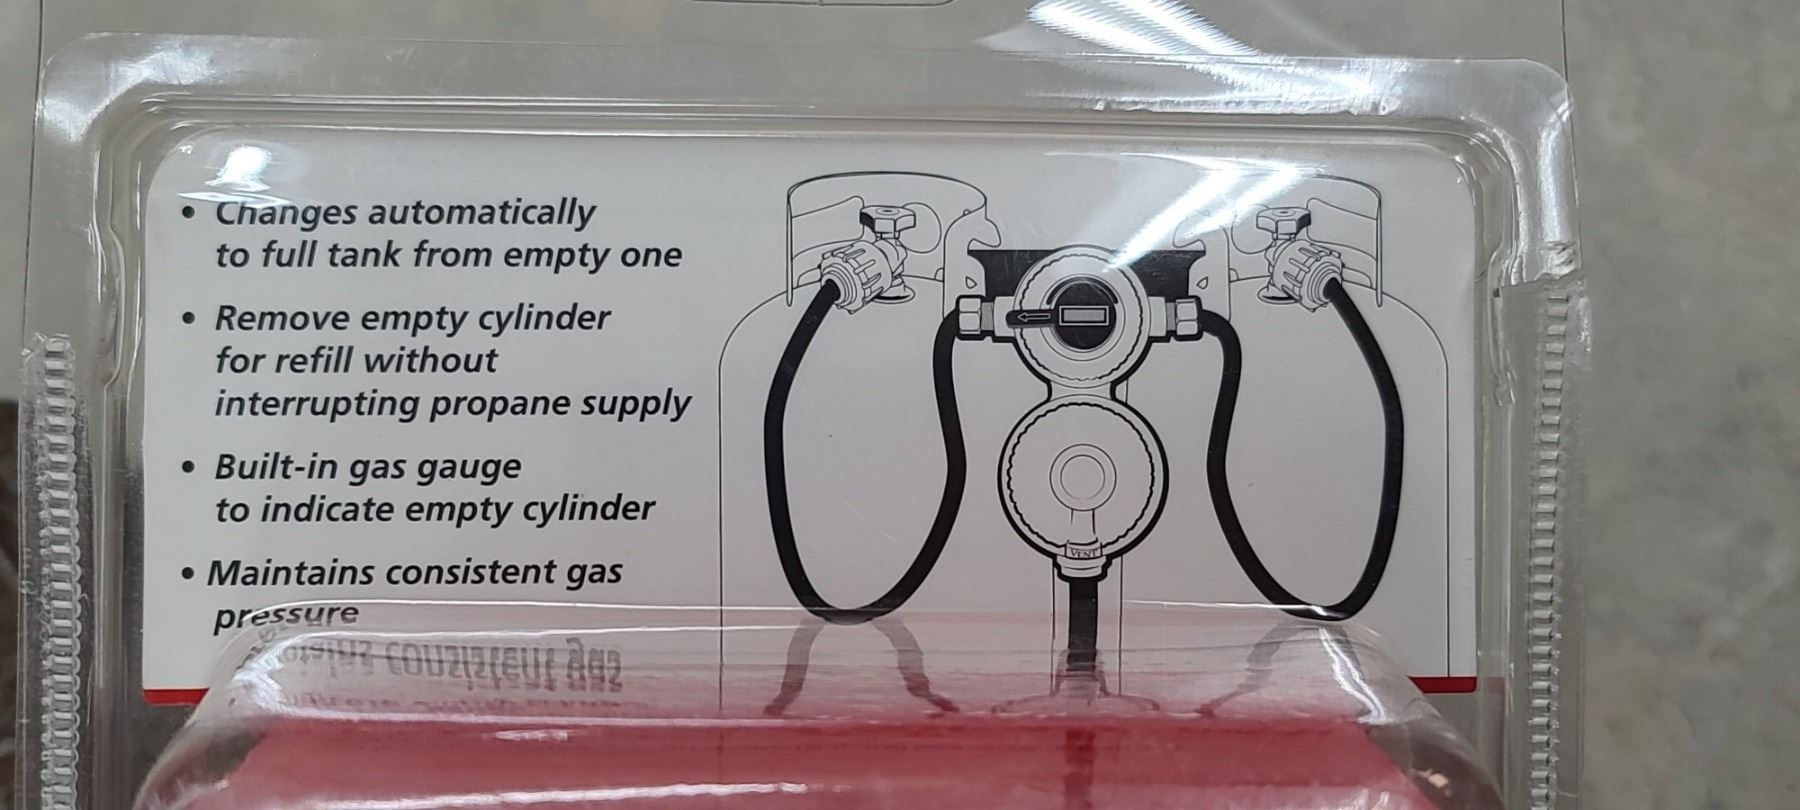 • Changes automatically
to full tank from empty one
• Remove empty cylinder
for refill without
interrupting propane supply
• Built-in gas gauge
to indicate empty cylinder
• Maintains consistent gas
pressure
VENT